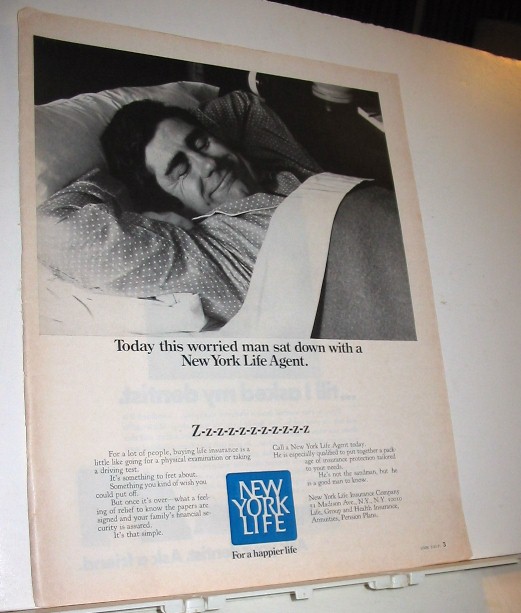 Today this worried man sat down with a
New York Life Agent.
Z-z-z-z-z-z-z-z-z-z-z
For a lot of people, buying life insurance is a
little like going for a physical examination or taking
a driving test.
It's something to fret about.
Something you kind of wish you
could put off.
But once it's over—what a feel-
ing of relief to know the papers are
signed and your family's financial se-
curity is assured.
It's that simple.
Call a New York Life Agent today.
He is especially qualified to put together a pack-
age of insurance protection tailored
to your needs.
He's not the sandman, but he
is a good man to know.
New York Life Insurance Company
51 Madison Ave., N.Y., N.Y. 10010
Life, Group and Health Insurance,
Annuities, Pension Plans.
NEW
YORK
LIFE
For a happier life
3